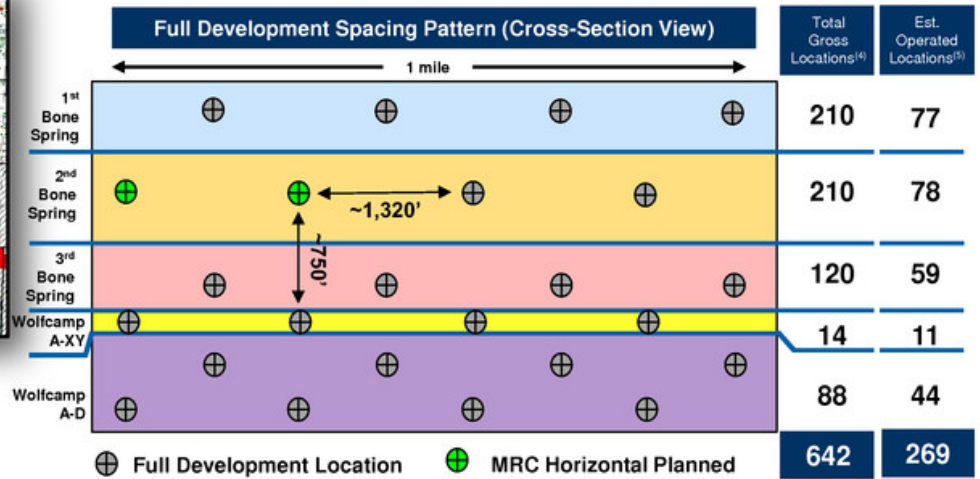 Full Development Spacing Pattern (Cross-Section View)
Total
Gross
Locations(4)
Est.
Operated
Locations(5)
1 mile
1st
Bone
Spring
210
77
2nd
Bone
Spring
~1,320'
~750'
210
78
3rd
Bone
Spring
120
59
Wolfcamp
A-XY
14
11
Wolfcamp
A-D
88
44
Full Development Location
MRC Horizontal Planned
642
269